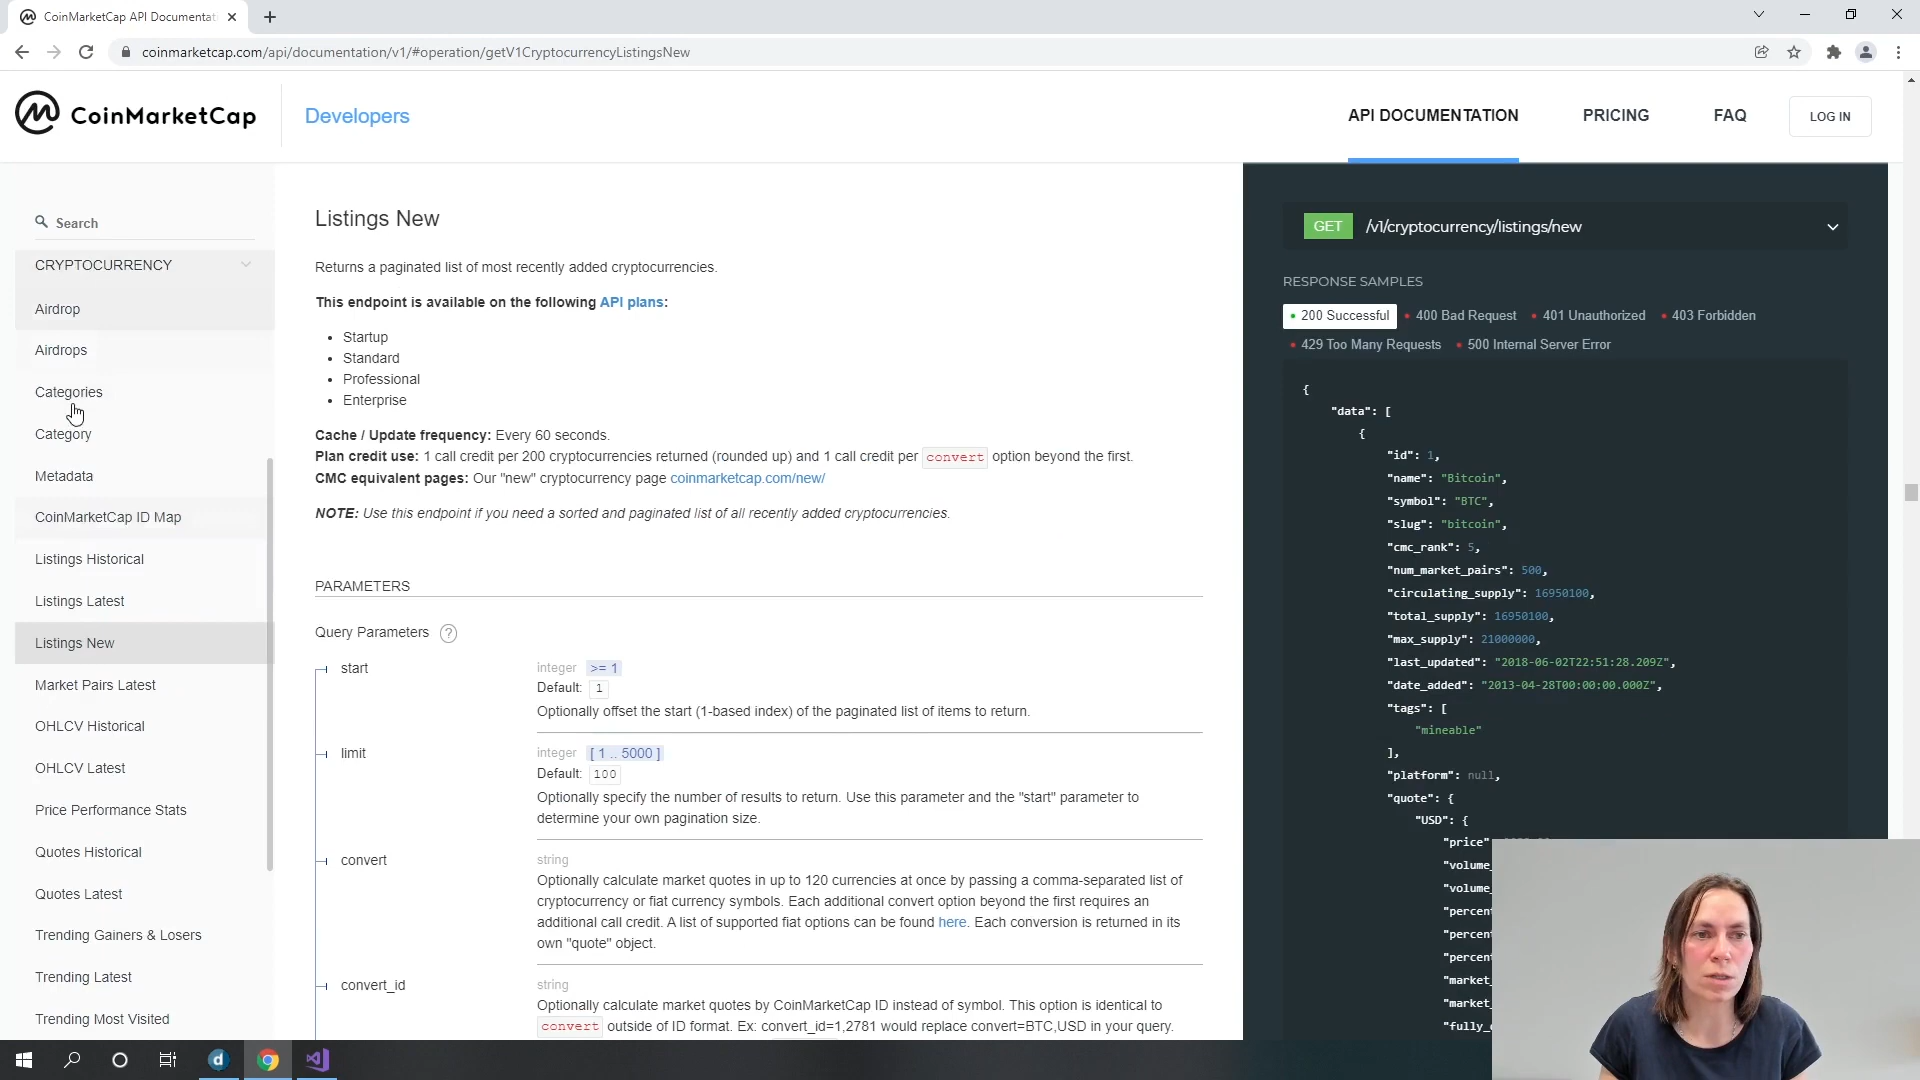 CoinMarketCap API Documentat
coinmarketcap.com/api/documentation/v1/#operation/getV1CryptocurrencyListingsNew
CoinMarketCap
Developers
API DOCUMENTATION
PRICING
FAQ
LOG IN
Search
CRYPTOCURRENCY
Airdrop
Airdrops
Categories
Category
Metadata
CoinMarketCap ID Map
Listings Historical
Listings Latest
Listings New
Market Pairs Latest
OHLCV Historical
OHLCV Latest
Price Performance Stats
Quotes Historical
Quotes Latest
Trending Gainers & Losers
Trending Latest
Trending Most Visited
Listings New
Returns a paginated list of most recently added cryptocurrencies.
This endpoint is available on the following API plans:
• Startup
• Standard
• Professional
• Enterprise
Cache / Update frequency: Every 60 seconds.
Plan credit use: 1 call credit per 200 cryptocurrencies returned (rounded up) and 1 call credit per convert option beyond the first.
CMC equivalent pages: Our "new" cryptocurrency page coinmarketcap.com/new/
NOTE: Use this endpoint if you need a sorted and paginated list of all recently added cryptocurrencies.
PARAMETERS
Query Parameters ?
start integer >= 1
Default: 1
Optionally offset the start (1-based index) of the paginated list of items to return.
limit integer [ 1 .. 5000 ]
Default: 100
Optionally specify the number of results to return. Use this parameter and the "start" parameter to
determine your own pagination size.
convert string
Optionally calculate market quotes in up to 120 currencies at once by passing a comma-separated list of
cryptocurrency or fiat currency symbols. Each additional convert option beyond the first requires an
additional call credit. A list of supported fiat options can be found here. Each conversion is returned in its
own "quote" object.
convert_id string
Optionally calculate market quotes by CoinMarketCap ID instead of symbol. This option is identical to
convert outside of ID format. Ex: convert_id=1,2781 would replace convert=BTC,USD in your query.
GET /v1/cryptocurrency/listings/new
RESPONSE SAMPLES
200 Successful • 400 Bad Request • 401 Unauthorized • 403 Forbidden
• 429 Too Many Requests • 500 Internal Server Error
{
"data": [
{
"id": 1,
"name": "Bitcoin",
"symbol": "BTC",
"slug": "bitcoin",
"cmc_rank": 5,
"num_market_pairs": 500,
"circulating_supply": 16950100,
"total_supply": 16950100,
"max_supply": 21000000,
"last_updated": "2018-06-02T22:51:28.209Z",
"date_added": "2013-04-28T00:00:00.000Z",
"tags": [
"mineable"
],
"platform": null,
"quote": {
"USD": {
"price"
"volume_
"volume_
"percent
"percent
"percent
"market_
"market_
"fully_